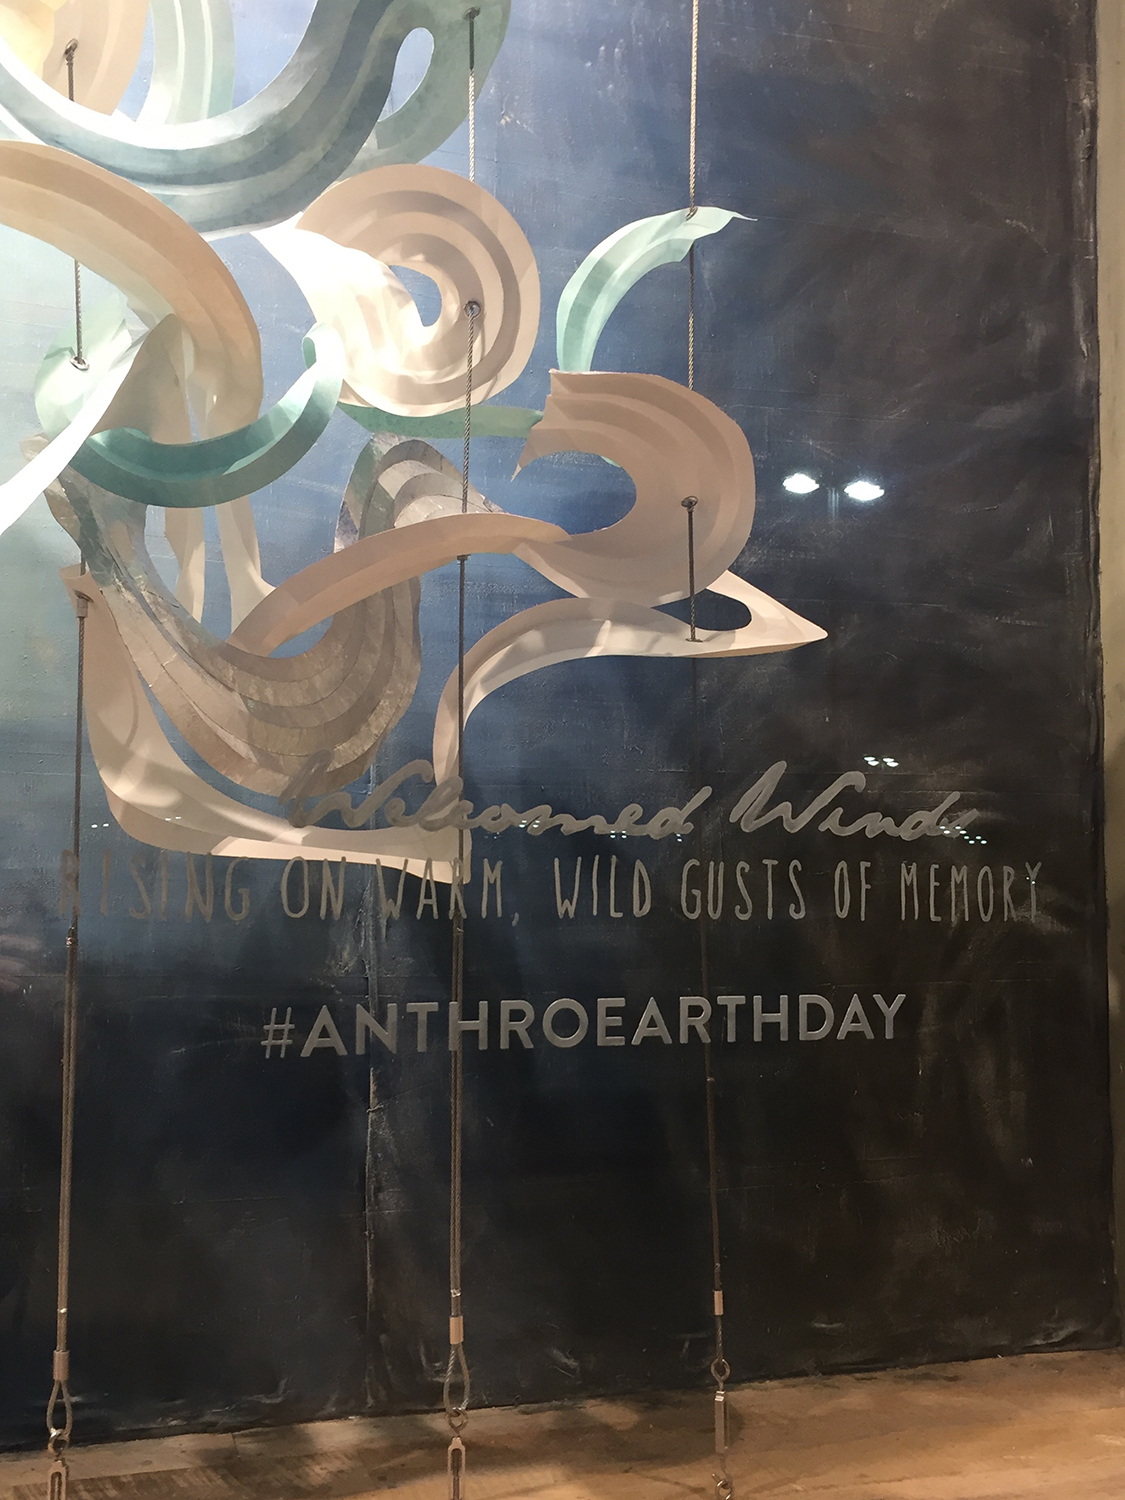 Welcomed Winds
RISING ON WARM, WILD GUSTS OF MEMORY
#ANTHROEARTHDAY